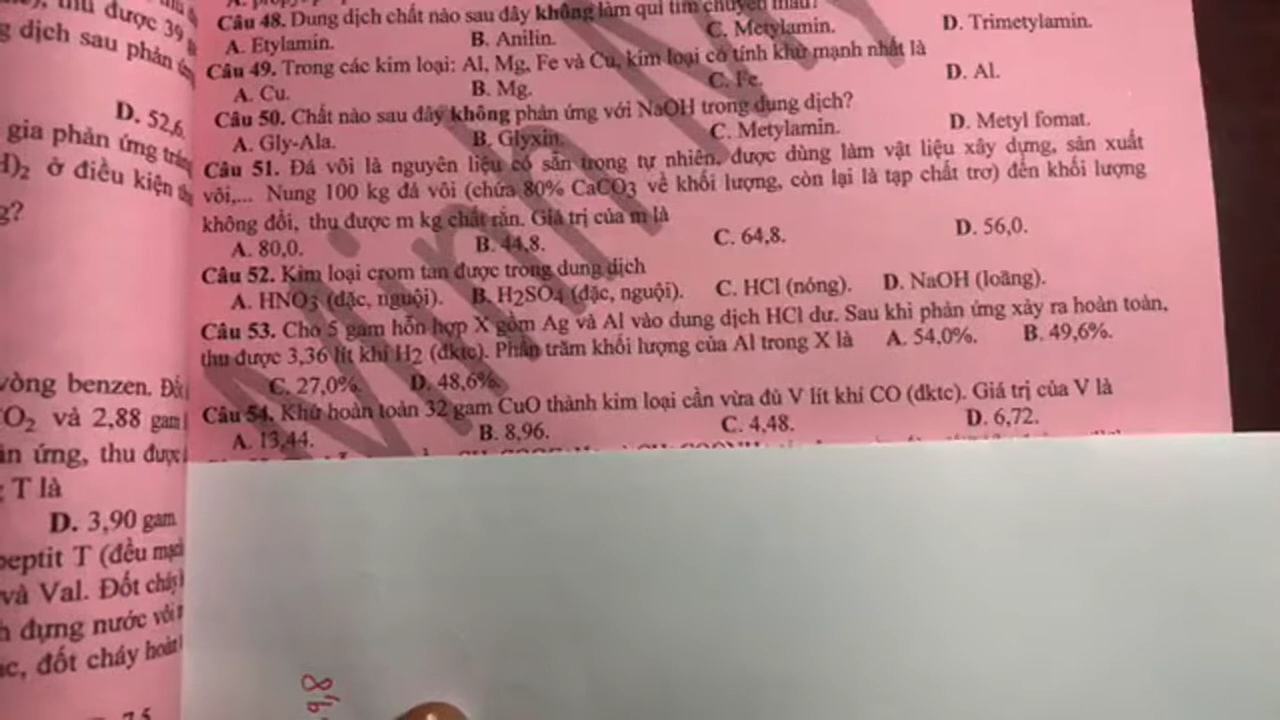 được 39
g dịch sau phản
D. 52,6.
gia phản ứng
)2 ở điều kiện
g?
vòng benzen. Đốt
O2 và 2,88 gam
ứng, thu được
T là
D. 3,90 gam.
peptit T (đều mạch
và Val. Đốt cháy
đựng nước vôi
đốt cháy hoàn
7,5
Câu 48. Dung dịch chất nào sau đây không làm quì tím chuyển màu?
A. Etylamin. B. Anilin. C. Metylamin. D. Trimetylamin.
Câu 49. Trong các kim loại: Al, Mg, Fe và Cu, kim loại có tính khử mạnh nhất là
A. Cu. B. Mg. C. Fe. D. Al.
Câu 50. Chất nào sau đây không phản ứng với NaOH trong dung dịch?
A. Gly-Ala. B. Glyxin. C. Metylamin. D. Metyl fomat.
Câu 51. Đá vôi là nguyên liệu có sẵn trong tự nhiên, được dùng làm vật liệu xây dựng, sản xuất
vôi,... Nung 100 kg đá vôi (chứa 80% CaCO3 về khối lượng, còn lại là tạp chất trơ) đến khối lượng
không đổi, thu được m kg chất rắn. Giá trị của m là
A. 80,0. B. 44,8. C. 64,8. D. 56,0.
Câu 52. Kim loại crom tan được trong dung dịch
A. HNO3 (đặc, nguội). B. H2SO4 (đặc, nguội). C. HCl (nóng). D. NaOH (loãng).
Câu 53. Cho 5 gam hỗn hợp X gồm Ag và Al vào dung dịch HCl dư. Sau khi phản ứng xảy ra hoàn toàn,
thu được 3,36 lít khí H2 (đktc). Phần trăm khối lượng của Al trong X là A. 54,0%. B. 49,6%.
C. 27,0%. D. 48,6%.
Câu 54. Khử hoàn toàn 32 gam CuO thành kim loại cần vừa đủ V lít khí CO (đktc). Giá trị của V là
A. 13,44. B. 8,96. C. 4,48. D. 6,72.